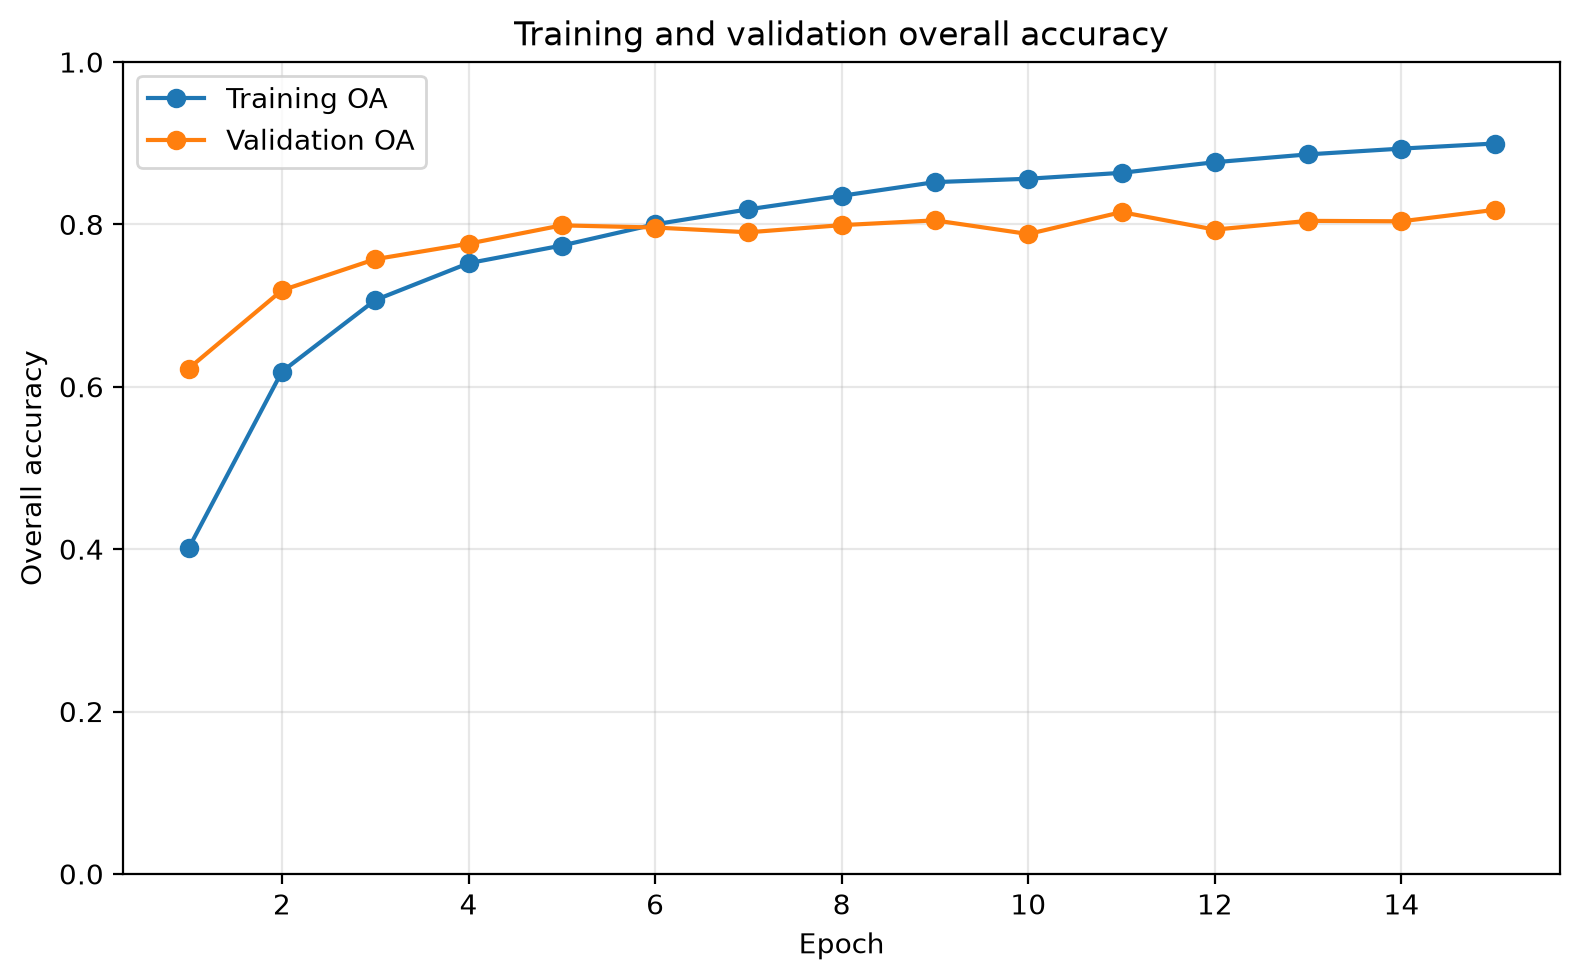 Training and validation overall accuracy
Training OA
Validation OA
Overall accuracy
1.0
0.8
0.6
0.4
0.2
0.0
2 4 6 8 10 12 14
Epoch